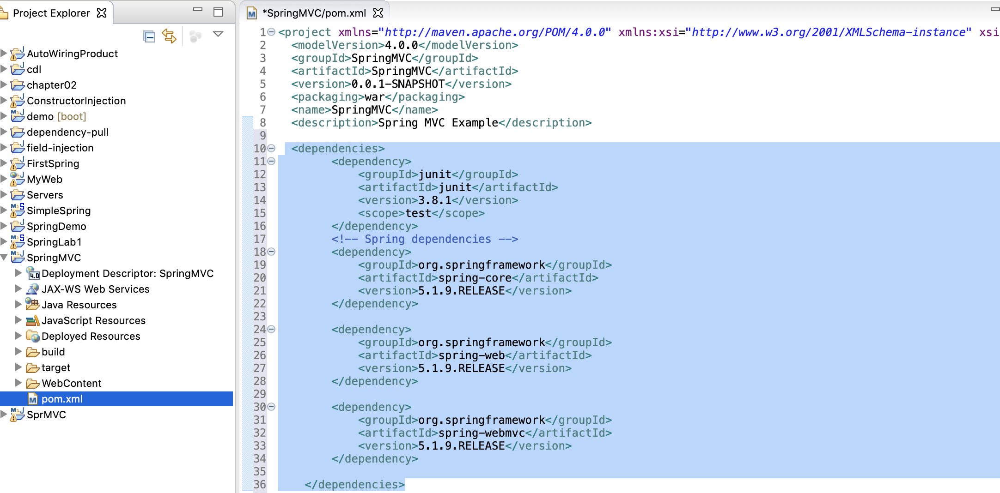 Project Explorer
AutoWiringProduct
cdl
chapter02
ConstructorInjection
demo [boot]
dependency-pull
field-injection
FirstSpring
MyWeb
Servers
SimpleSpring
SpringDemo
SpringLab1
SpringMVC
Deployment Descriptor: SpringMVC
JAX-WS Web Services
Java Resources
JavaScript Resources
Deployed Resources
build
target
WebContent
pom.xml
SprMVC
*SpringMVC/pom.xml
1 <project xmlns="http://maven.apache.org/POM/4.0.0" xmlns:xsi="http://www.w3.org/2001/XMLSchema-instance" xsi
2 <modelVersion>4.0.0</modelVersion>
3 <groupId>SpringMVC</groupId>
4 <artifactId>SpringMVC</artifactId>
5 <version>0.0.1-SNAPSHOT</version>
6 <packaging>war</packaging>
7 <name>SpringMVC</name>
8 <description>Spring MVC Example</description>
9
10 <dependencies>
11 <dependency>
12 <groupId>junit</groupId>
13 <artifactId>junit</artifactId>
14 <version>3.8.1</version>
15 <scope>test</scope>
16 </dependency>
17 <!-- Spring dependencies -->
18 <dependency>
19 <groupId>org.springframework</groupId>
20 <artifactId>spring-core</artifactId>
21 <version>5.1.9.RELEASE</version>
22 </dependency>
23
24 <dependency>
25 <groupId>org.springframework</groupId>
26 <artifactId>spring-web</artifactId>
27 <version>5.1.9.RELEASE</version>
28 </dependency>
29
30 <dependency>
31 <groupId>org.springframework</groupId>
32 <artifactId>spring-webmvc</artifactId>
33 <version>5.1.9.RELEASE</version>
34 </dependency>
35
36 </dependencies>